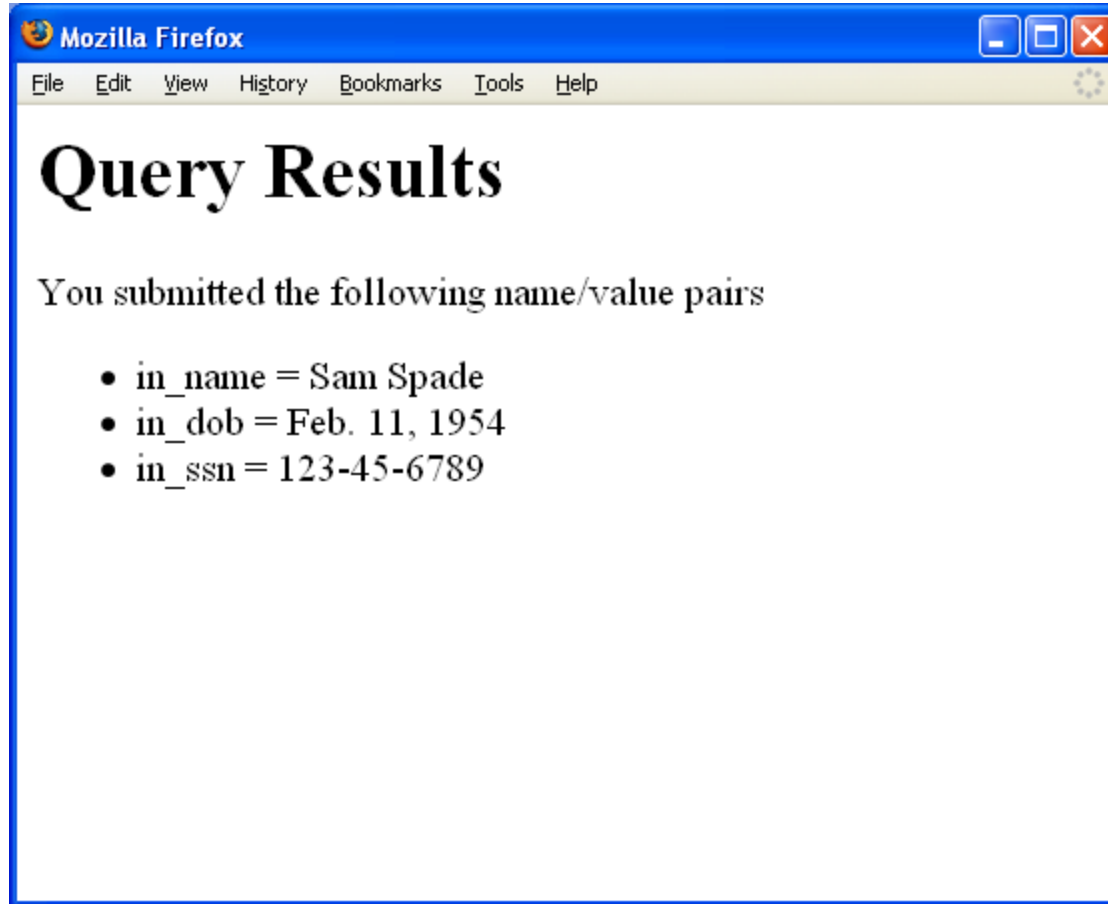 Mozilla Firefox
File Edit View History Bookmarks Tools Help
Query Results
You submitted the following name/value pairs
• in_name = Sam Spade
• in_dob = Feb. 11, 1954
• in_ssn = 123-45-6789